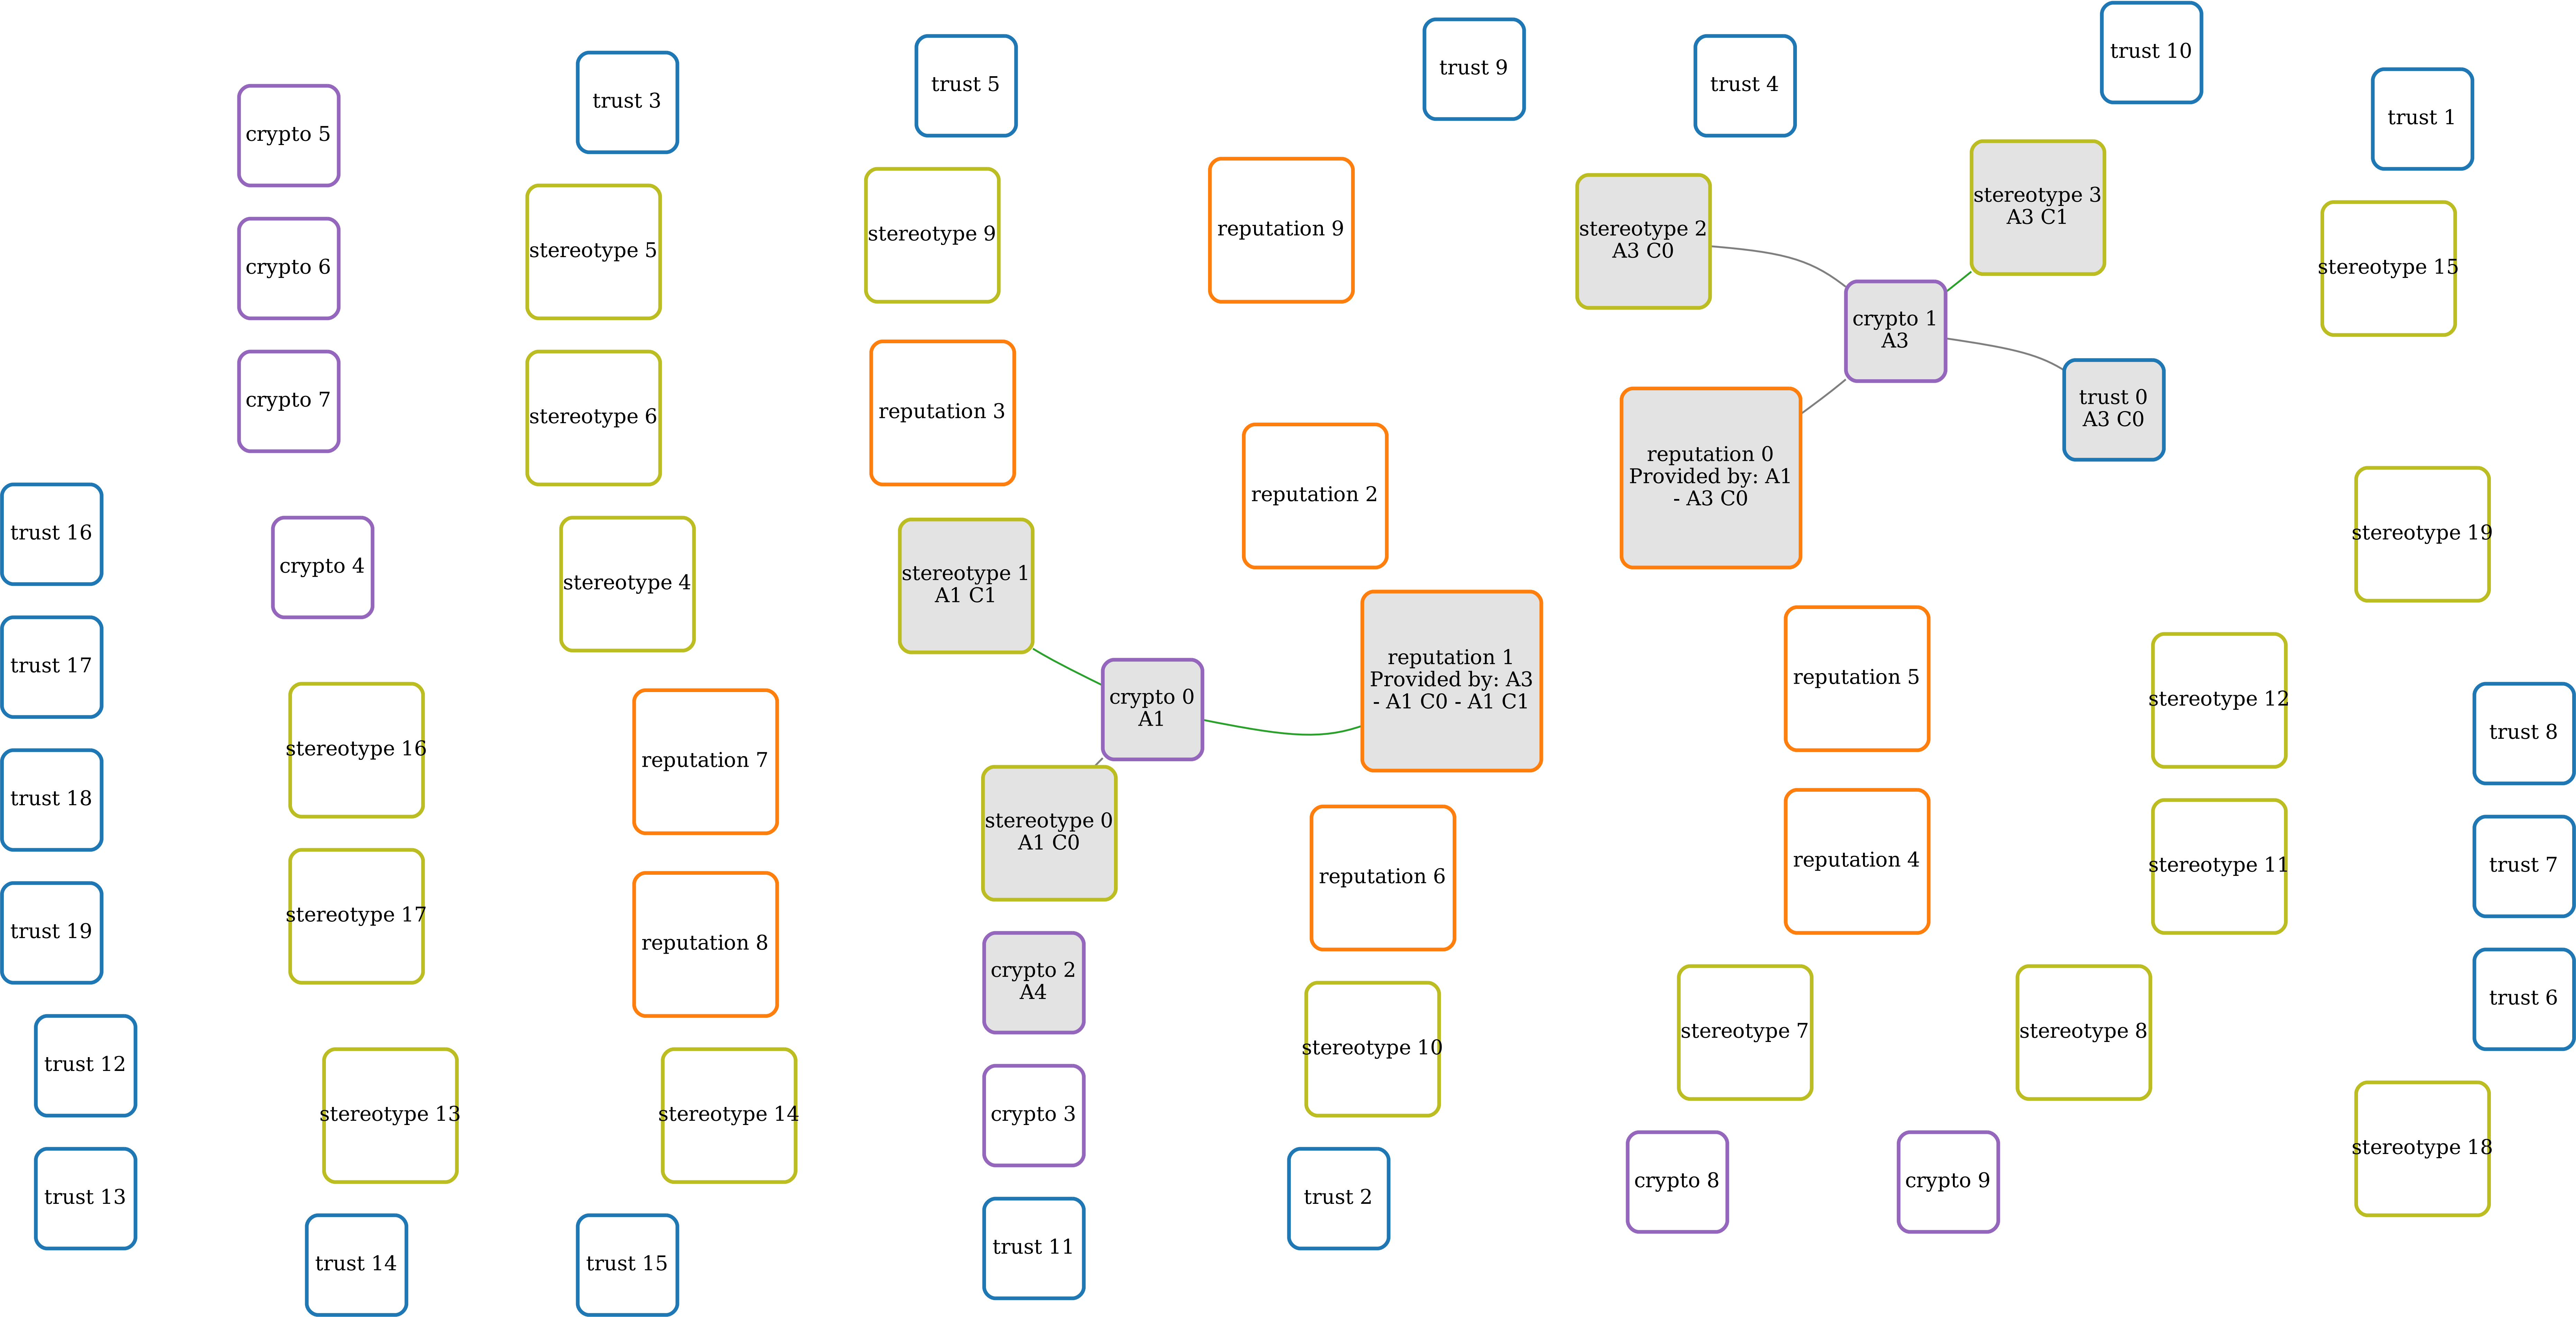 trust 10
trust 9
trust 5
trust 4
trust 3
trust 1
crypto 5
stereotype 3
A3 C1
stereotype 9
reputation 9
stereotype 2
A3 C0
stereotype 5
crypto 6
stereotype 15
crypto 1
A3
crypto 7
stereotype 6
reputation 3
trust 0
A3 C0
reputation 0
Provided by: A1
- A3 C0
reputation 2
trust 16
stereotype 19
crypto 4
stereotype 4
stereotype 1
A1 C1
trust 17
reputation 1
Provided by: A3
- A1 C0 - A1 C1
reputation 5
stereotype 12
crypto 0
A1
stereotype 16
reputation 7
trust 8
trust 18
stereotype 0
A1 C0
reputation 6
reputation 4
stereotype 11
trust 7
stereotype 17
trust 19
reputation 8
crypto 2
A4
trust 6
stereotype 10
stereotype 7
stereotype 8
trust 12
stereotype 13
stereotype 14
crypto 3
stereotype 18
trust 13
trust 2
crypto 8
crypto 9
trust 14
trust 15
trust 11